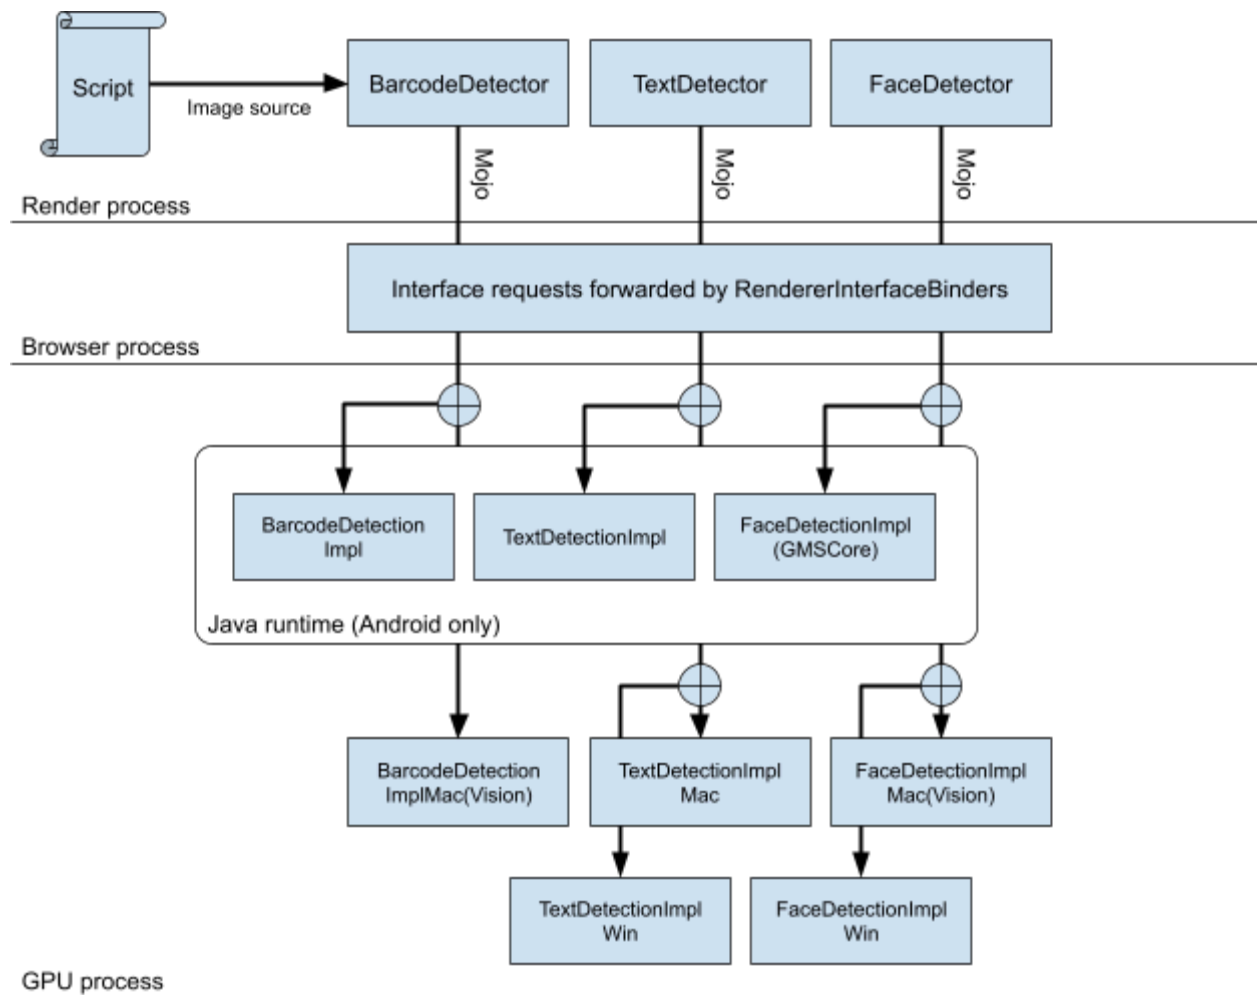 Script
Image source
BarcodeDetector
TextDetector
FaceDetector
Mojo
Mojo
Mojo
Render process
Interface requests forwarded by RendererInterfaceBinders
Browser process
BarcodeDetection
Impl
TextDetectionImpl
FaceDetectionImpl
(GMSCore)
Java runtime (Android only)
BarcodeDetection
ImplMac(Vision)
TextDetectionImpl
Mac
FaceDetectionImpl
Mac(Vision)
TextDetectionImpl
Win
FaceDetectionImpl
Win
GPU process